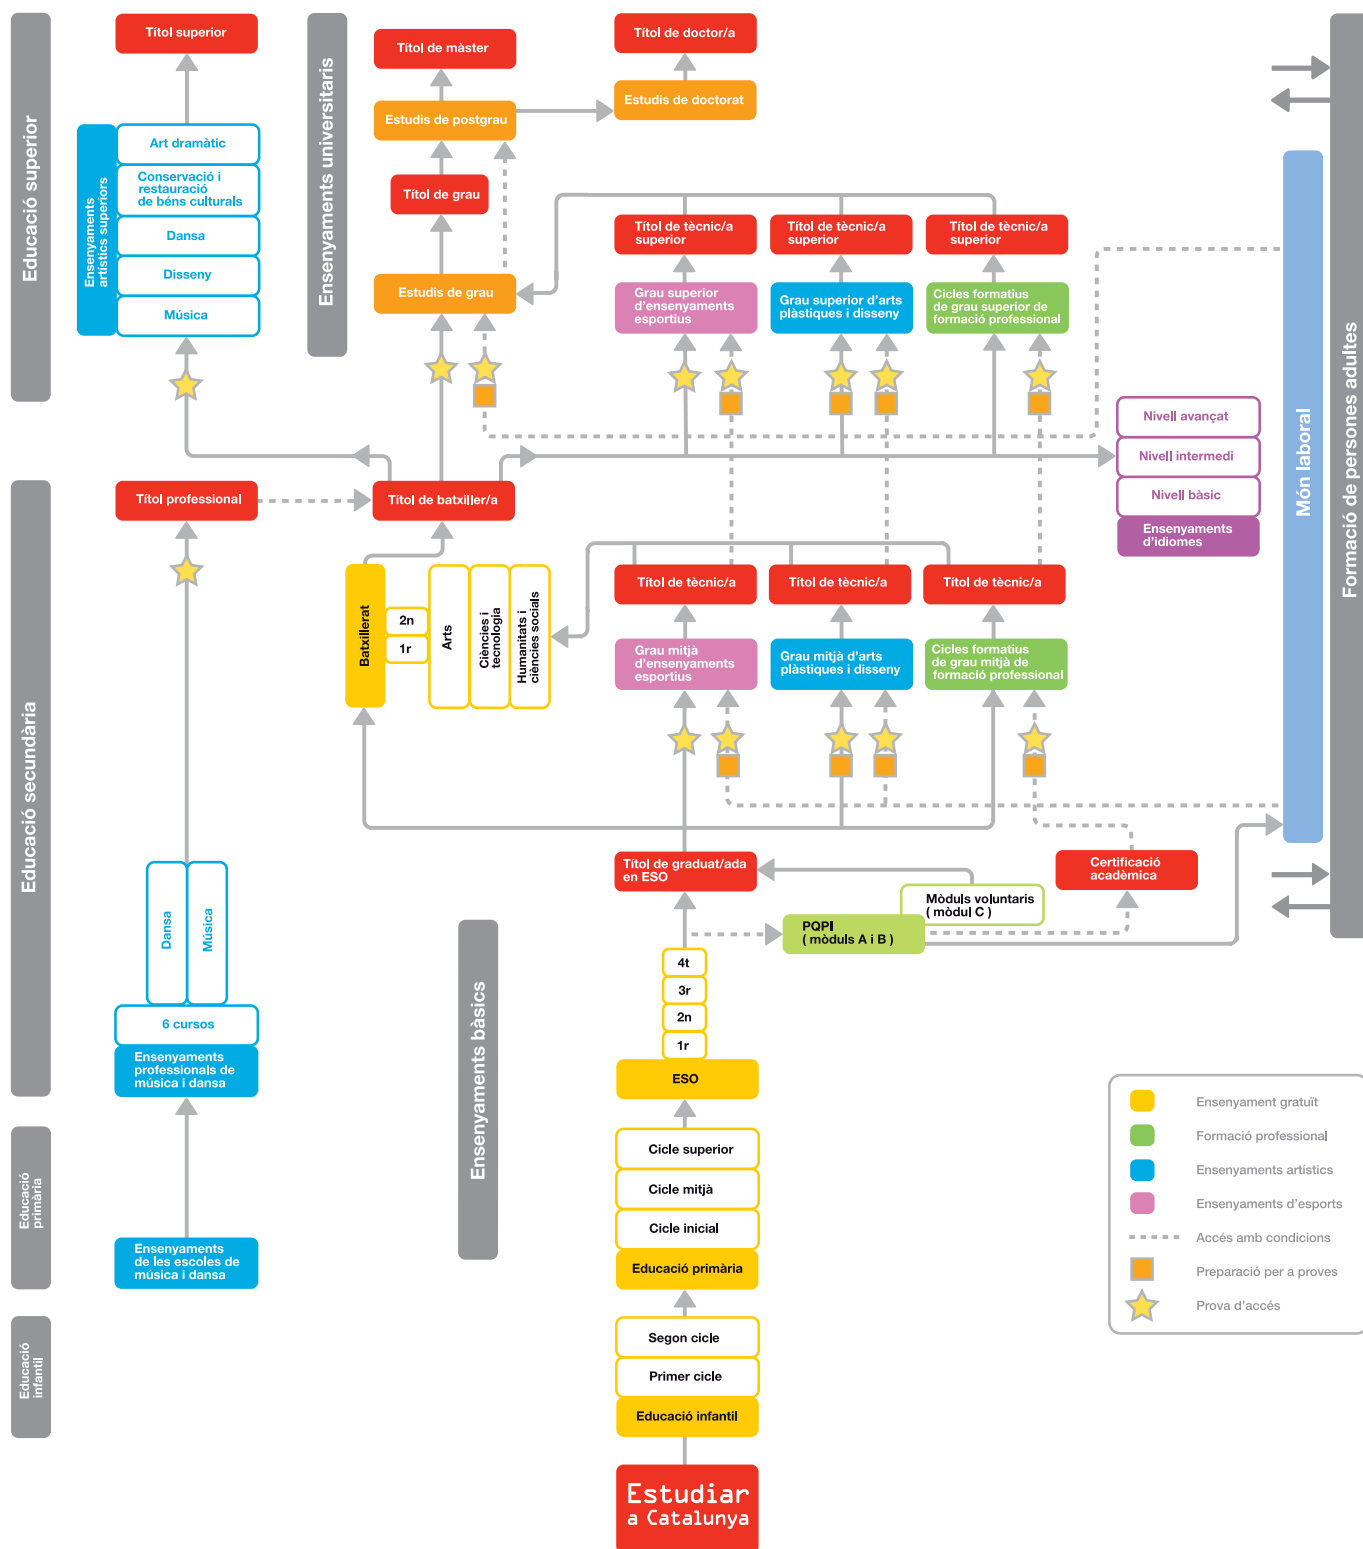 Educació superior
Ensenyaments universitaris
Formació de persones adultes
Món laboral
Títol superior
Títol de màster
Títol de doctor/a
Estudis de doctorat
Estudis de postgrau
Ensenyaments
artístics superiors
Art dramàtic
Conservació i
restauració
de béns culturals
Dansa
Disseny
Música
Títol de grau
Estudis de grau
Títol de tècnic/a
superior
Títol de tècnic/a
superior
Títol de tècnic/a
superior
Grau superior
d'ensenyaments
esportius
Grau superior d'arts
plàstiques i disseny
Cicles formatius
de grau superior de
formació professional
Nivell avançat
Nivell intermedi
Nivell bàsic
Ensenyaments
d'idiomes
Educació secundària
Títol professional
Títol de batxiller/a
Batxillerat
2n
1r
Arts
Ciències i
tecnologia
Humanitats i
ciències socials
Títol de tècnic/a
Títol de tècnic/a
Títol de tècnic/a
Grau mitjà
d'ensenyaments
esportius
Grau mitjà d'arts
plàstiques i disseny
Cicles formatius
de grau mitjà de
formació professional
Títol de graduat/ada
en ESO
Certificació
acadèmica
Mòduls voluntaris
( mòdul C )
PQPI
( mòduls A i B )
Dansa
Música
6 cursos
Ensenyaments
professionals de
música i dansa
Ensenyaments bàsics
4t
3r
2n
1r
ESO
Educació
primària
Cicle superior
Cicle mitjà
Cicle inicial
Educació primària
Ensenyaments
de les escoles de
música i dansa
Educació
infantil
Segon cicle
Primer cicle
Educació infantil
Estudiar
a Catalunya
Ensenyament gratuït
Formació professional
Ensenyaments artístics
Ensenyaments d'esports
Accés amb condicions
Preparació per a proves
Prova d'accés